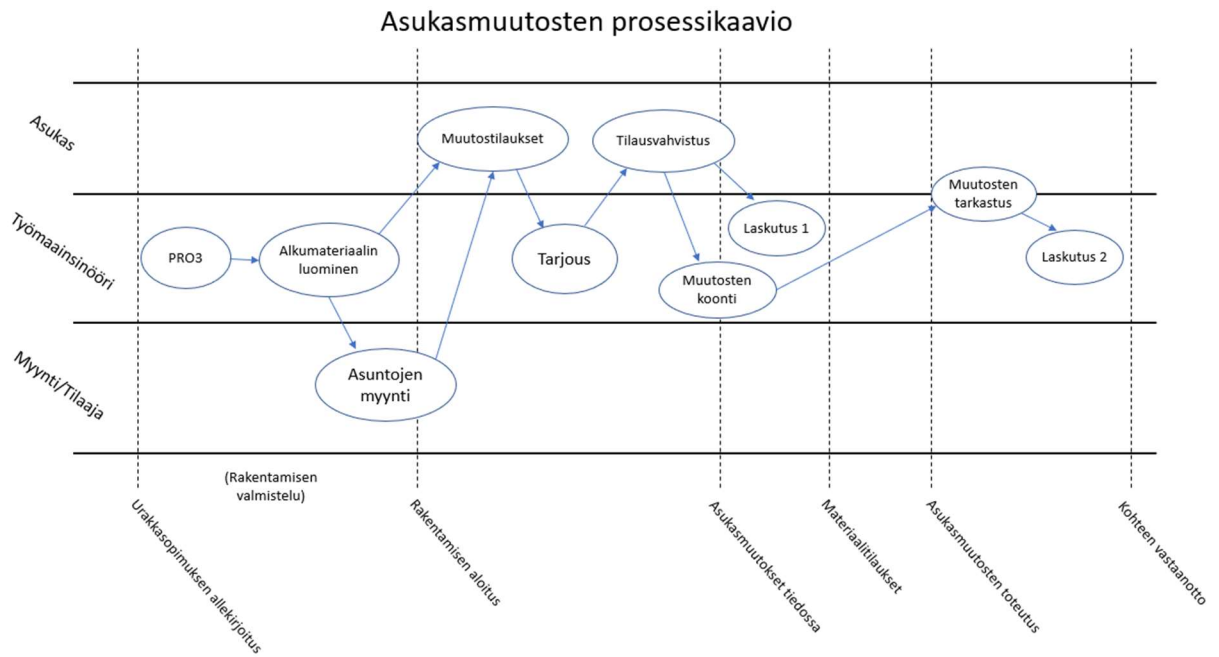 Asukasmuutosten prosessikaavio
Asukas
Muutostilaukset
Tilausvahvistus
Muutosten
tarkastus
Työmaainsinööri
PRO3
Alkumateriaalin
luominen
Tarjous
Laskutus 1
Muutosten
koonti
Laskutus 2
Myynti/Tilaaja
Asuntojen
myynti
(Rakentamisen
valmistelu)
Urakkasopimuksen allekirjoitus
Rakentamisen aloitus
Asukasmuutokset tiedossa
Materiaalitilaukset
Asukasmuutosten toteutus
Kohteen vastaanotto